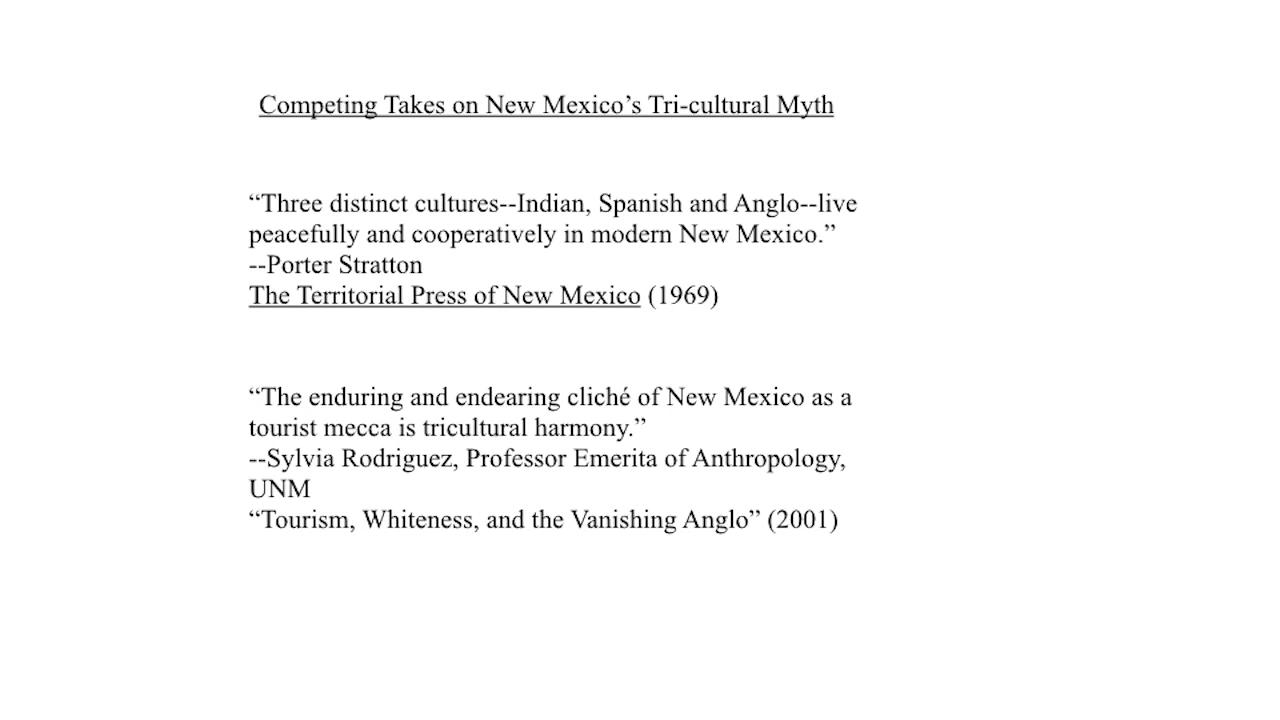 Competing Takes on New Mexico’s Tri-cultural Myth
“Three distinct cultures--Indian, Spanish and Anglo--live
peacefully and cooperatively in modern New Mexico.”
--Porter Stratton
The Territorial Press of New Mexico (1969)
“The enduring and endearing cliché of New Mexico as a
tourist mecca is tricultural harmony.”
--Sylvia Rodriguez, Professor Emerita of Anthropology,
UNM
“Tourism, Whiteness, and the Vanishing Anglo” (2001)